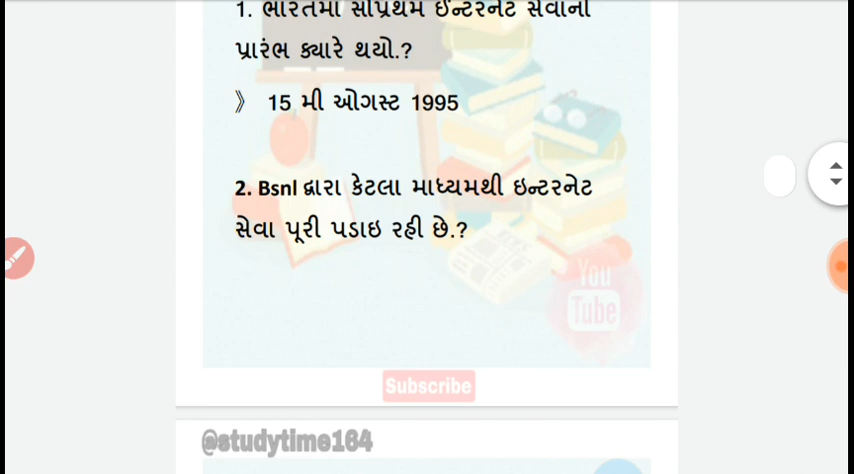 1. ભારતમાં સૌપ્રથમ ઈન્ટરનેટ સેવાનો
પ્રારંભ ક્યારે થયો.?
》 15 મી ઓગસ્ટ 1995
2. Bsnl દ્વારા કેટલા માધ્યમથી ઇન્ટરનેટ
સેવા પૂરી પડાઇ રહી છે.?
You
Tube
Subscribe
@studytime164